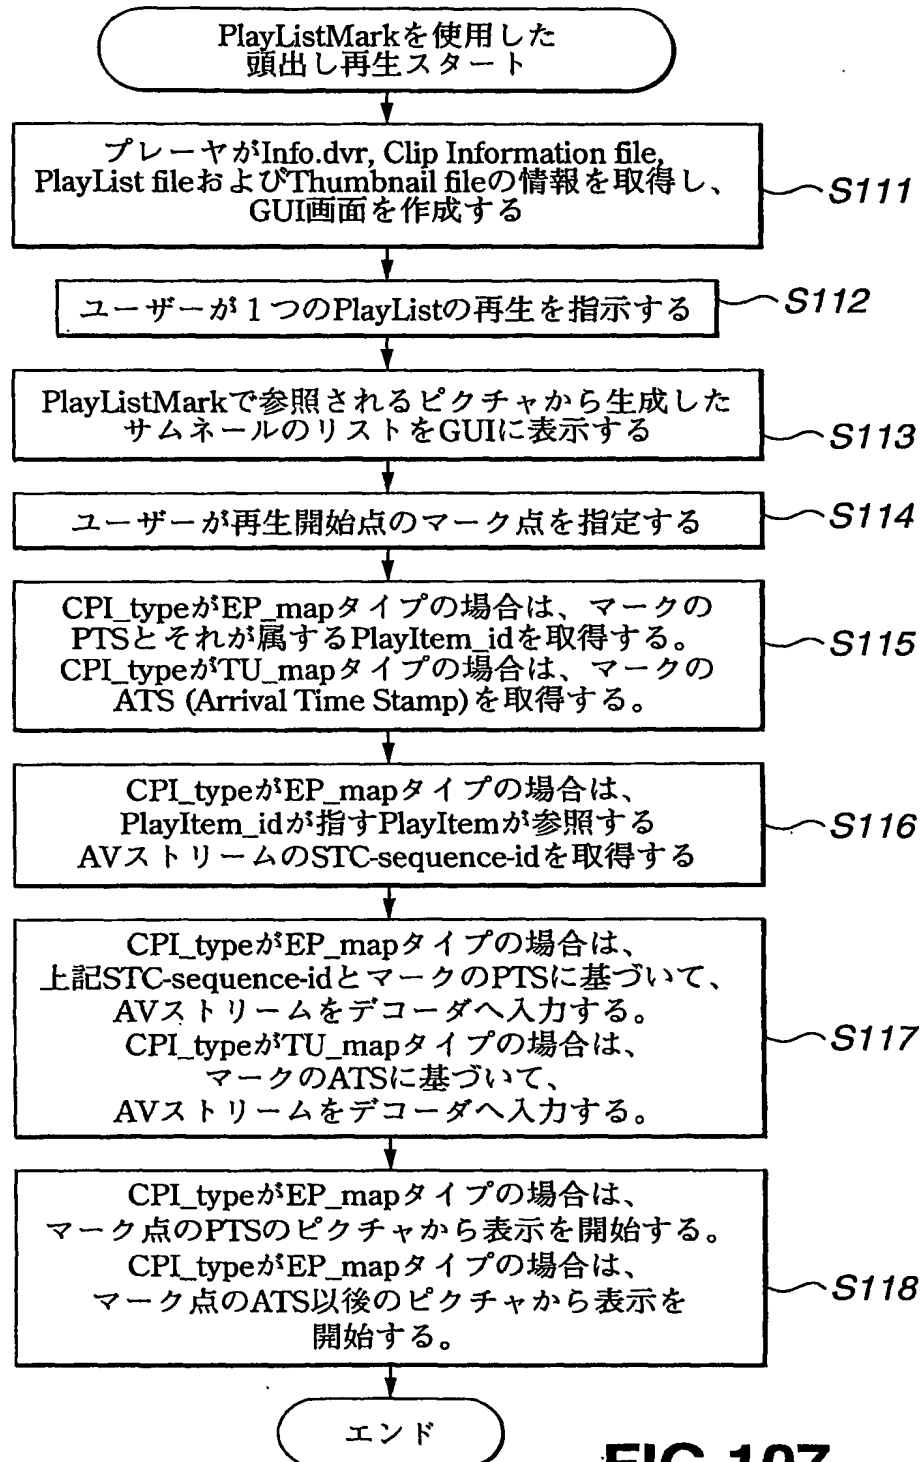 PlayListMarkを使用した
頭出し再生スタート
プレーヤがInfo.dvr, Clip Information file,
PlayList fileおよびThumbnail fileの情報を取得し、
GUI画面を作成する
S111
ユーザーが1つのPlayListの再生を指示する
S112
PlayListMarkで参照されるピクチャから生成した
サムネールのリストをGUIに表示する
S113
ユーザーが再生開始点のマーク点を指定する
S114
CPI_typeがEP_mapタイプの場合は、マークの
PTSとそれが属するPlayItem_idを取得する。
CPI_typeがTU_mapタイプの場合は、マークの
ATS (Arrival Time Stamp)を取得する。
S115
CPI_typeがEP_mapタイプの場合は、
PlayItem_idが指すPlayItemが参照する
AVストリームのSTC-sequence-idを取得する
S116
CPI_typeがEP_mapタイプの場合は、
上記STC-sequence-idとマークのPTSに基づいて、
AVストリームをデコーダへ入力する。
CPI_typeがTU_mapタイプの場合は、
マークのATSに基づいて、
AVストリームをデコーダへ入力する。
S117
CPI_typeがEP_mapタイプの場合は、
マーク点のPTSのピクチャから表示を開始する。
CPI_typeがEP_mapタイプの場合は、
マーク点のATS以後のピクチャから表示を
開始する。
S118
エンド
FIG.107